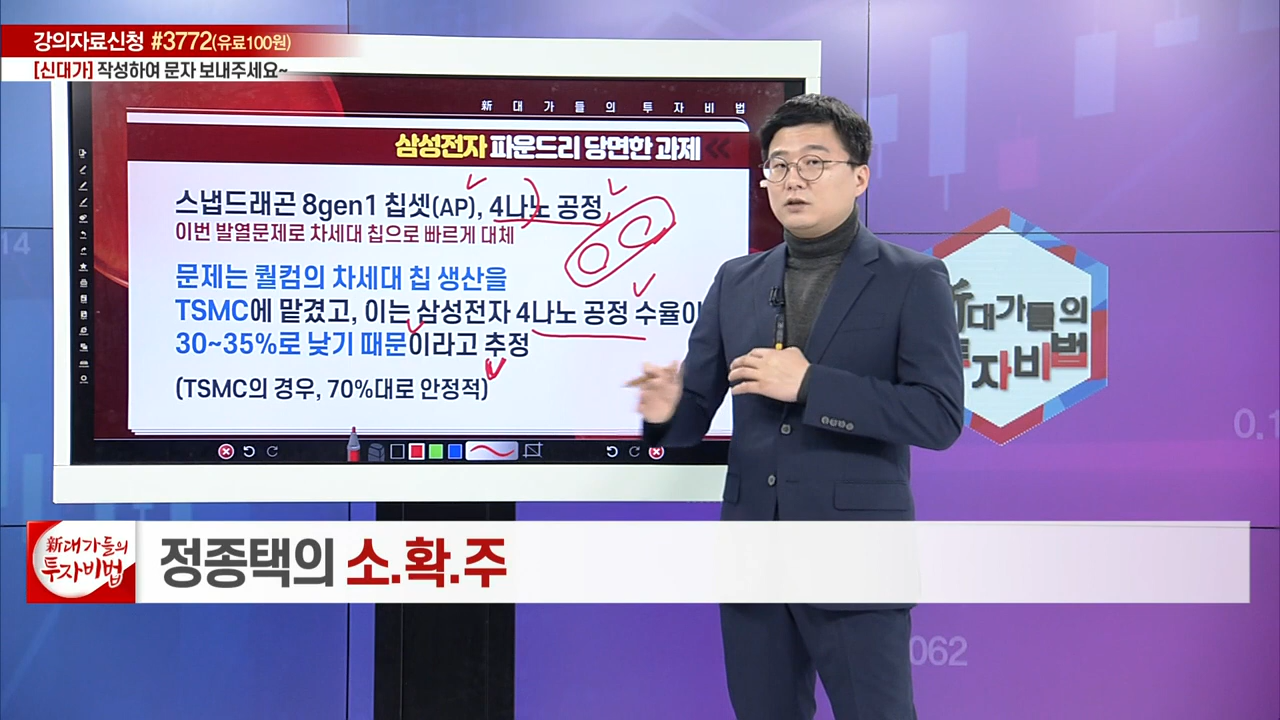 강의자료신청 #3772(유료100원)
[신대가] 작성하여 문자 보내주세요~
新 대 가 들 의 투 자 비 법
삼성전자 파운드리 당면한 과제
스냅드래곤 8gen1 칩셋(AP), 4나노 공정
이번 발열문제로 차세대 칩으로 빠르게 대체
문제는 퀄컴의 차세대 칩 생산을
TSMC에 맡겼고, 이는 삼성전자 4나노 공정 수율이
30~35%로 낮기 때문이라고 추정
(TSMC의 경우, 70%대로 안정적)
14
新대가들의
투자비법
0.1
新대가들의
투자비법
정종택의 소.확.주
062